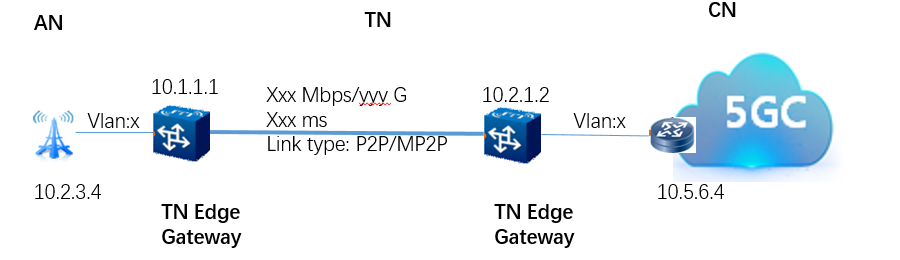 AN
TN
CN
10.1.1.1
Xxx Mbps/yyy G
Xxx ms
Link type: P2P/MP2P
10.2.1.2
5GC
Vlan:x
Vlan:x
10.2.3.4
10.5.6.4
TN Edge
Gateway
TN Edge
Gateway